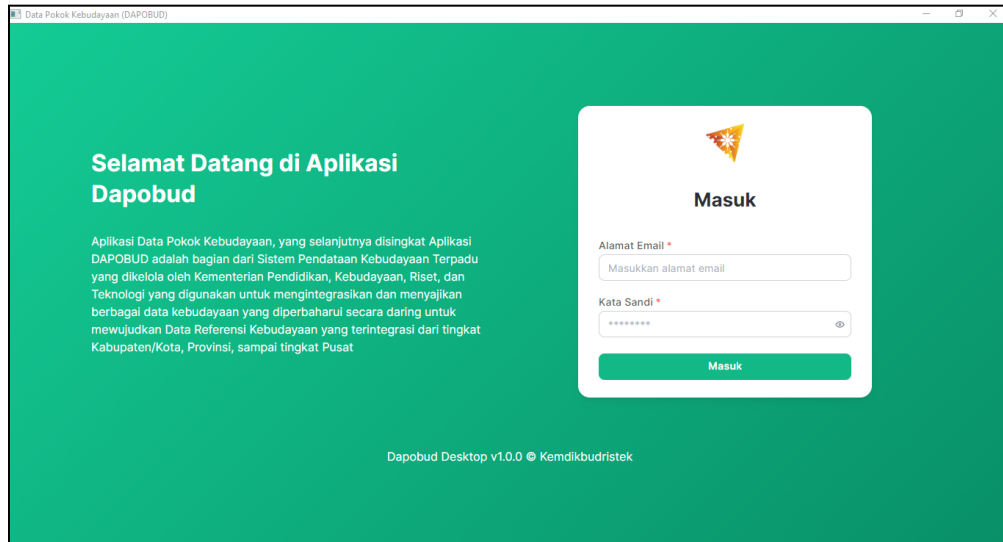 Data Pokok Kebudayaan (DAPOBUD)
Selamat Datang di Aplikasi
Dapobud
Aplikasi Data Pokok Kebudayaan, yang selanjutnya disingkat Aplikasi
DAPOBUD adalah bagian dari Sistem Pendataan Kebudayaan Terpadu
yang dikelola oleh Kementerian Pendidikan, Kebudayaan, Riset, dan
Teknologi yang digunakan untuk mengintegrasikan dan menyajikan
berbagai data kebudayaan yang diperbaharui secara daring untuk
mewujudkan Data Referensi Kebudayaan yang terintegrasi dari tingkat
Kabupaten/Kota, Provinsi, sampai tingkat Pusat
Masuk
Alamat Email *
Masukkan alamat email
Kata Sandi *
********
Masuk
Dapobud Desktop v1.0.0 © Kemdikbudristek